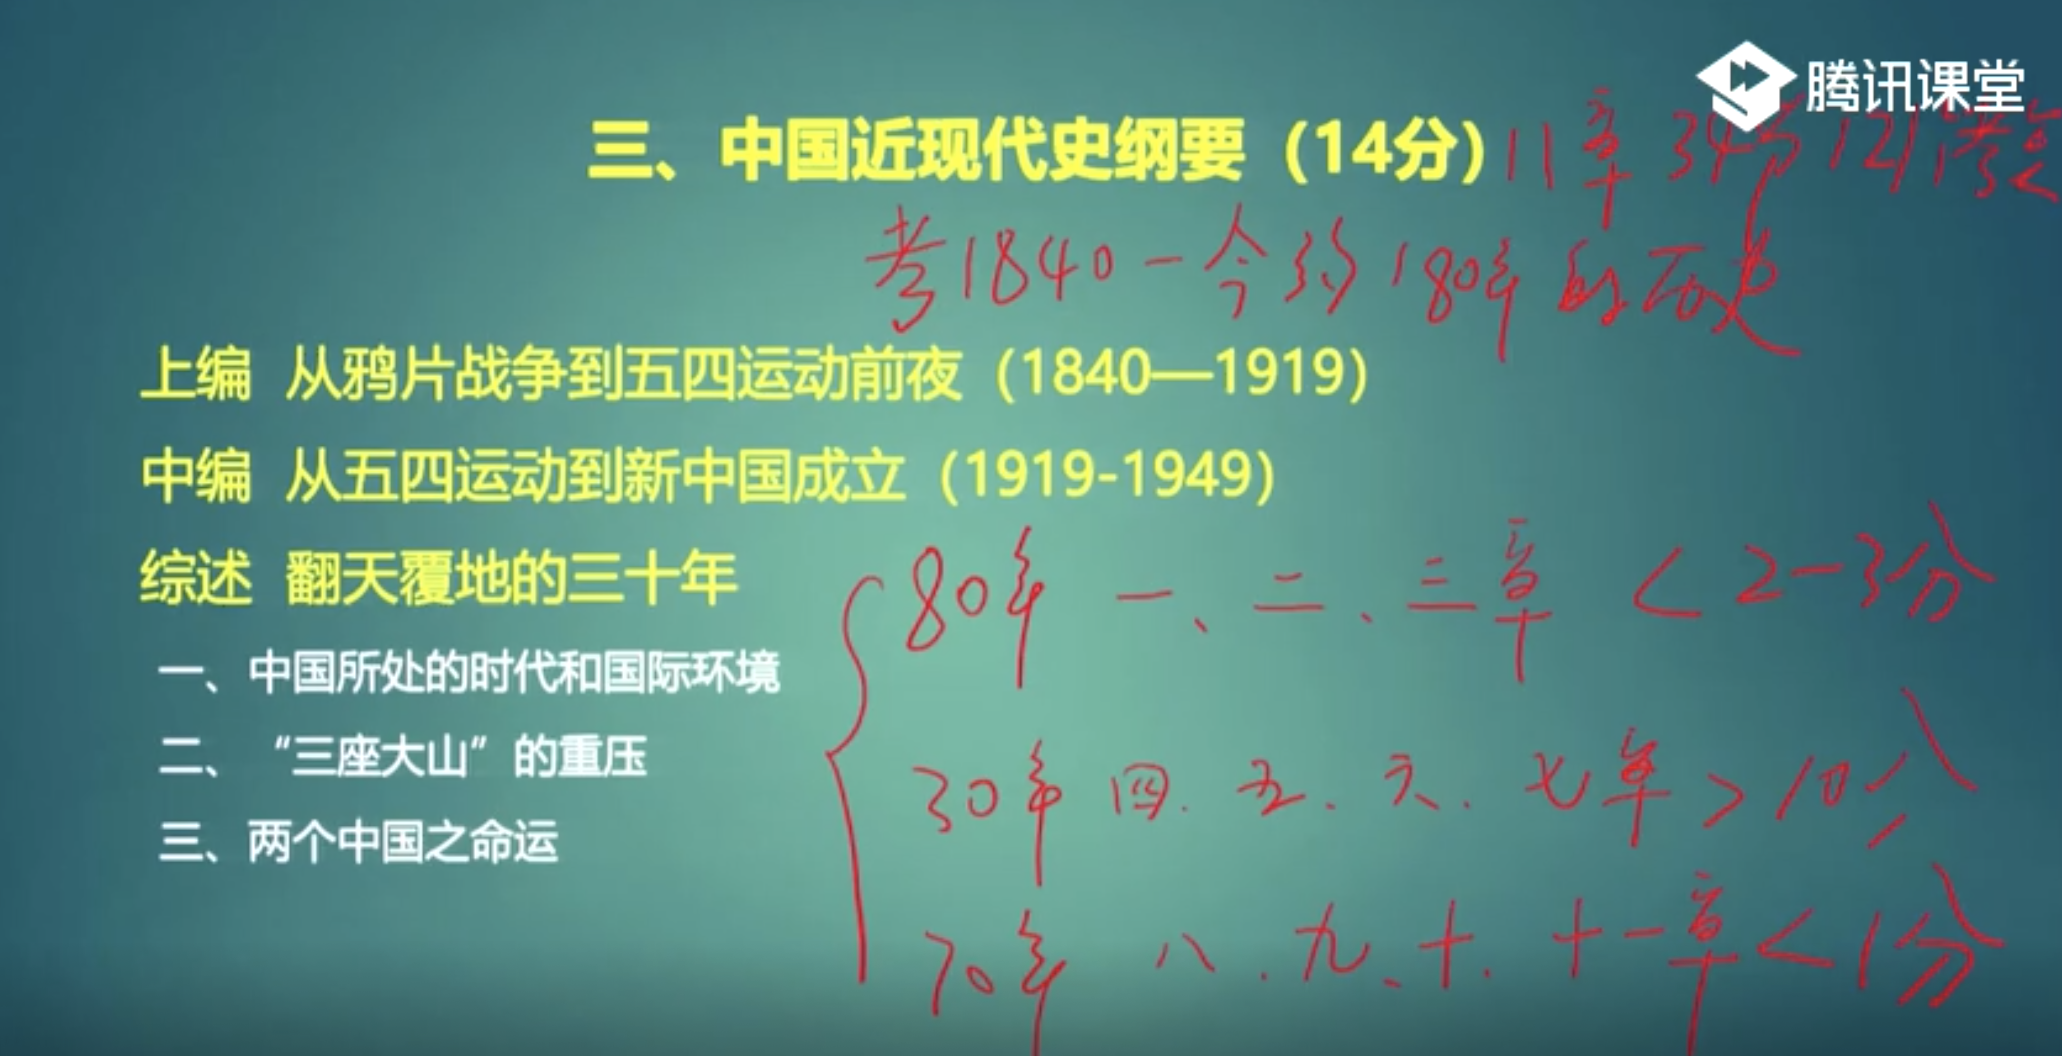 腾讯课堂
三、中国近现代史纲要（14分）11章 34节 121个考点
考1840-今约180年的历史
上编 从鸦片战争到五四运动前夜（1840—1919）
中编 从五四运动到新中国成立（1919-1949）
综述 翻天覆地的三十年
80年 一、二、三章 < 2-3分
一、中国所处的时代和国际环境
二、“三座大山”的重压
30年 四.五.六.七章 > 10分
三、两个中国之命运
70年 八.九、十.十一章 < 1分